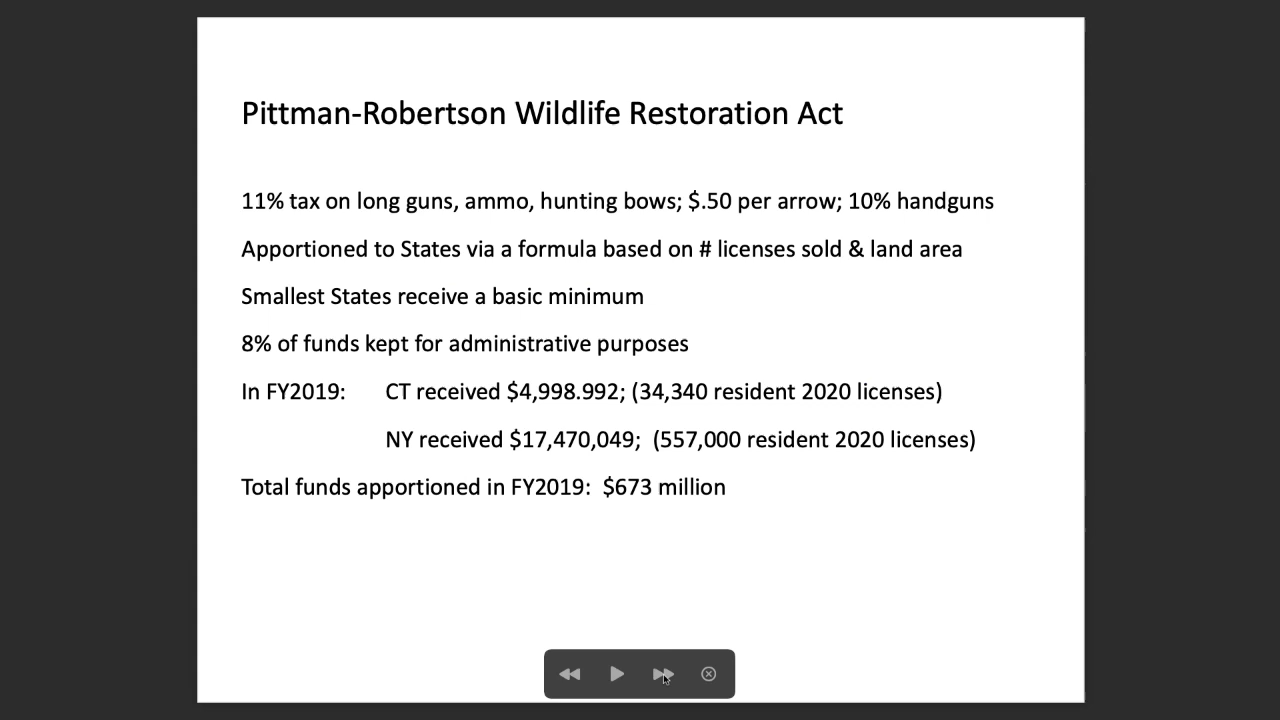 Pittman-Robertson Wildlife Restoration Act
11% tax on long guns, ammo, hunting bows; $.50 per arrow; 10% handguns
Apportioned to States via a formula based on # licenses sold & land area
Smallest States receive a basic minimum
8% of funds kept for administrative purposes
In FY2019: CT received $4,998.992; (34,340 resident 2020 licenses)
NY received $17,470,049; (557,000 resident 2020 licenses)
Total funds apportioned in FY2019: $673 million